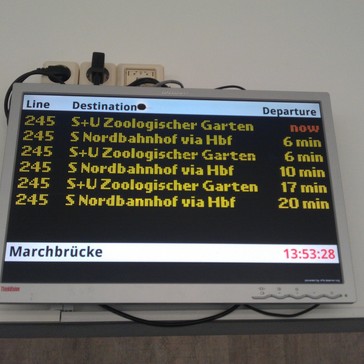 Line Destination Departure
245 S+U Zoologischer Garten now
245 S Nordbahnhof via Hbf 6 min
245 S+U Zoologischer Garten 6 min
245 S Nordbahnhof via Hbf 10 min
245 S+U Zoologischer Garten 17 min
245 S Nordbahnhof via Hbf 20 min
Marchbrücke 13:53:28